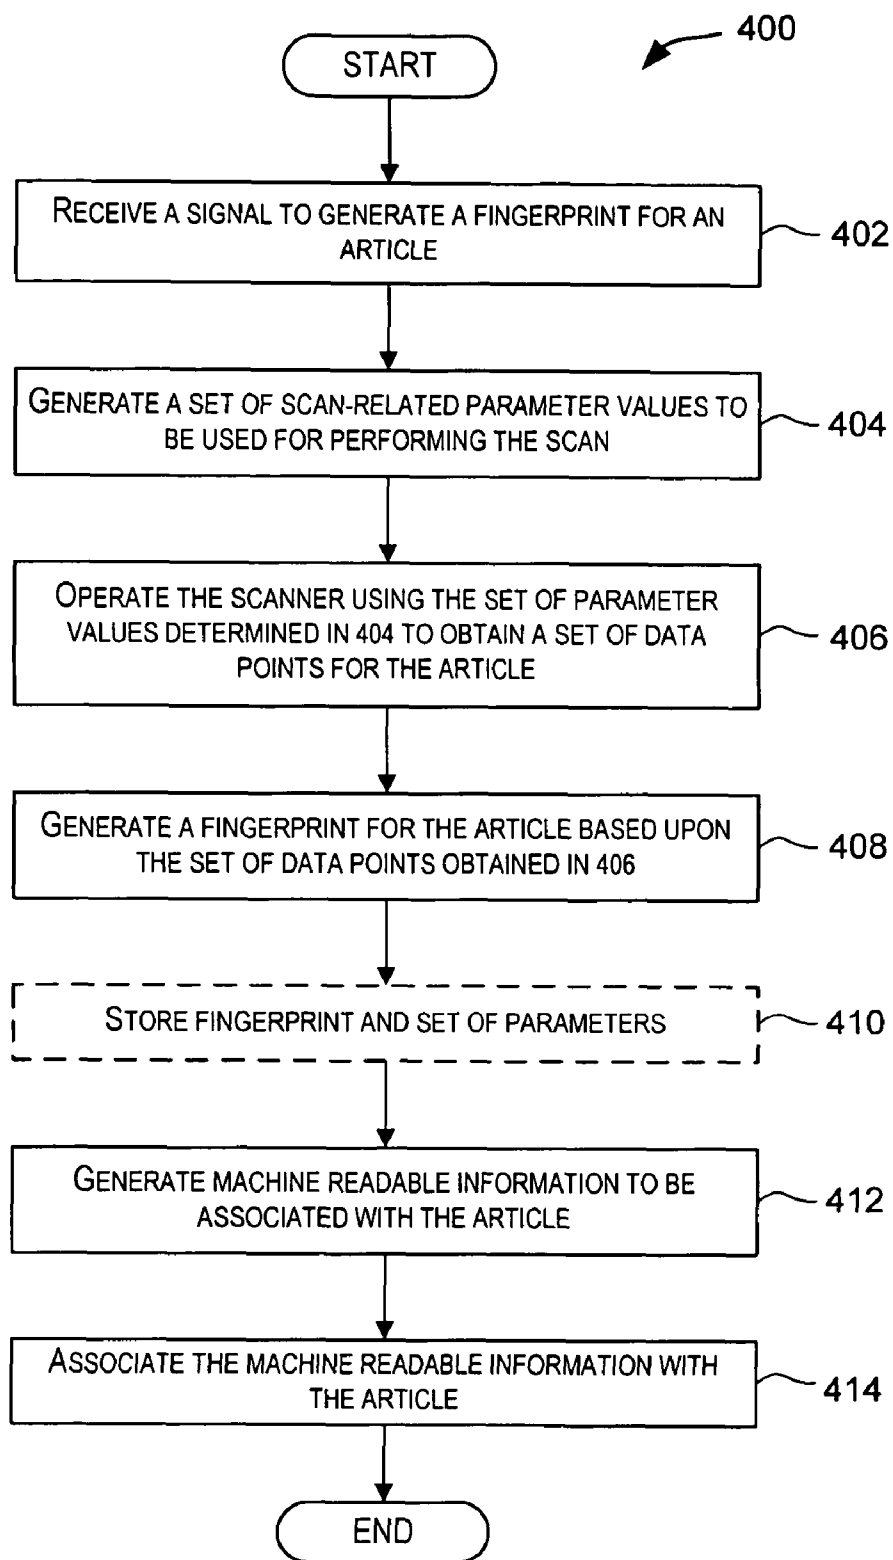 400
START
RECEIVE A SIGNAL TO GENERATE A FINGERPRINT FOR AN
ARTICLE
402
GENERATE A SET OF SCAN-RELATED PARAMETER VALUES TO
BE USED FOR PERFORMING THE SCAN
404
OPERATE THE SCANNER USING THE SET OF PARAMETER
VALUES DETERMINED IN 404 TO OBTAIN A SET OF DATA
POINTS FOR THE ARTICLE
406
GENERATE A FINGERPRINT FOR THE ARTICLE BASED UPON
THE SET OF DATA POINTS OBTAINED IN 406
408
STORE FINGERPRINT AND SET OF PARAMETERS
410
GENERATE MACHINE READABLE INFORMATION TO BE
ASSOCIATED WITH THE ARTICLE
412
ASSOCIATE THE MACHINE READABLE INFORMATION WITH
THE ARTICLE
414
END